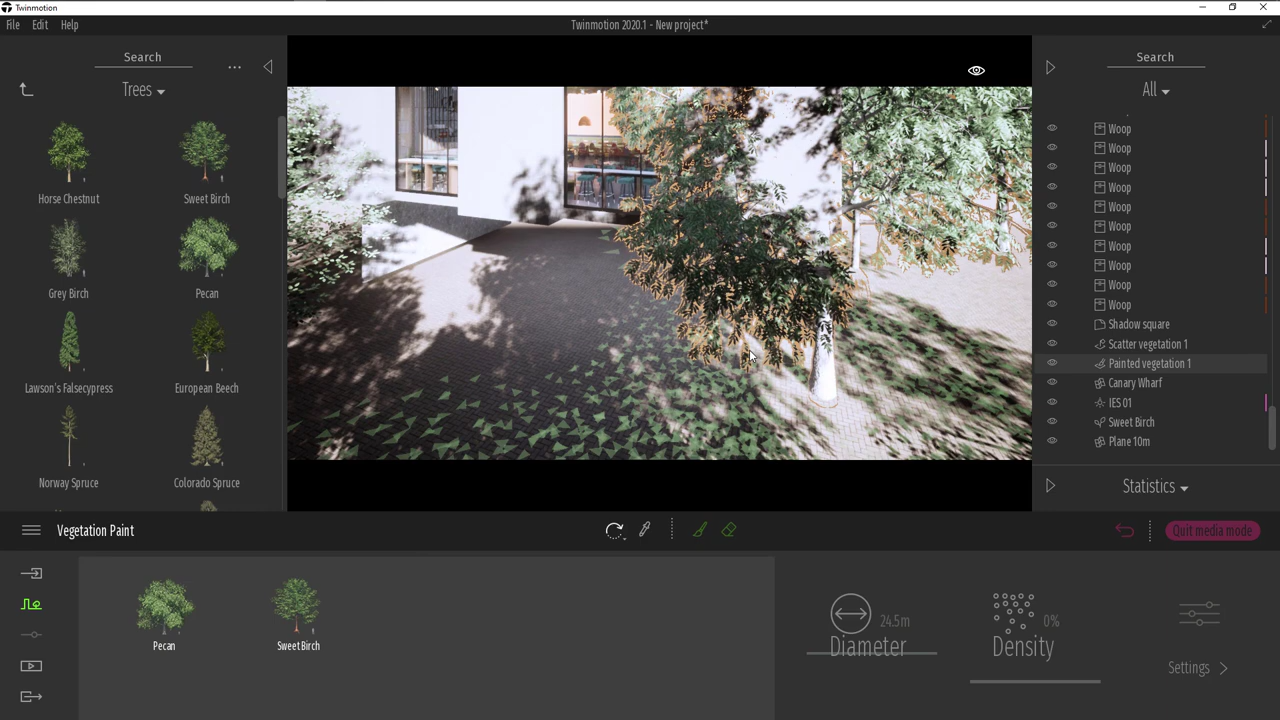 Twinmotion
File Edit Help
Twinmotion 2020.1 - New project*
Search
...
Trees
Horse Chestnut
Sweet Birch
Grey Birch
Pecan
Lawson's Falsecypress
European Beech
Norway Spruce
Colorado Spruce
Search
All
Woop
Woop
Woop
Woop
Woop
Woop
Woop
Woop
Woop
Woop
Shadow square
Scatter vegetation 1
Painted vegetation 1
Canary Wharf
IES 01
Sweet Birch
Plane 10m
Statistics
Vegetation Paint
Quit media mode
Pecan
Sweet Birch
24.5m
Diameter
0%
Density
Settings